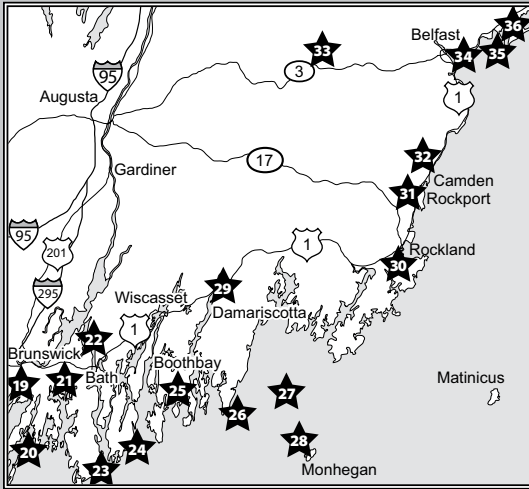 36
Belfast
33
34
35
3
95
1
Augusta
17
32
Gardiner
Camden
31
Rockport
95
201
1
Rockland
30
295
29
Wiscasset
Damariscotta
22
1
Brunswick
Boothbay
19
21
Bath
25
27
Matinicus
26
20
24
28
23
Monhegan